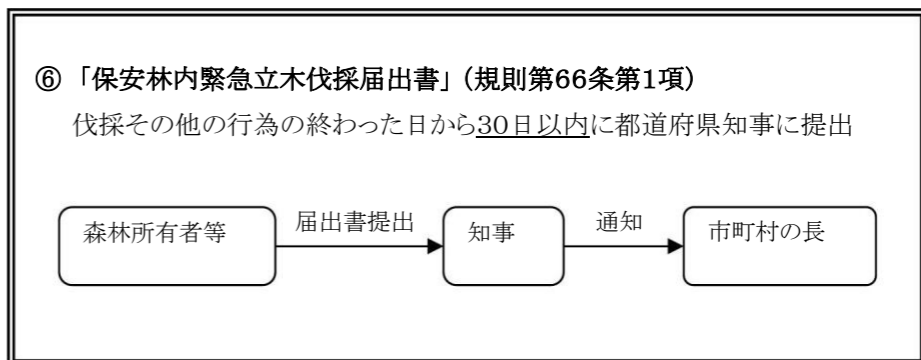 ⑥ 「保安林内緊急立木伐採届出書」（規則第66条第1項）
伐採その他の行為の終わった日から30日以内に都道府県知事に提出
森林所有者等
届出書提出
知事
通知
市町村の長